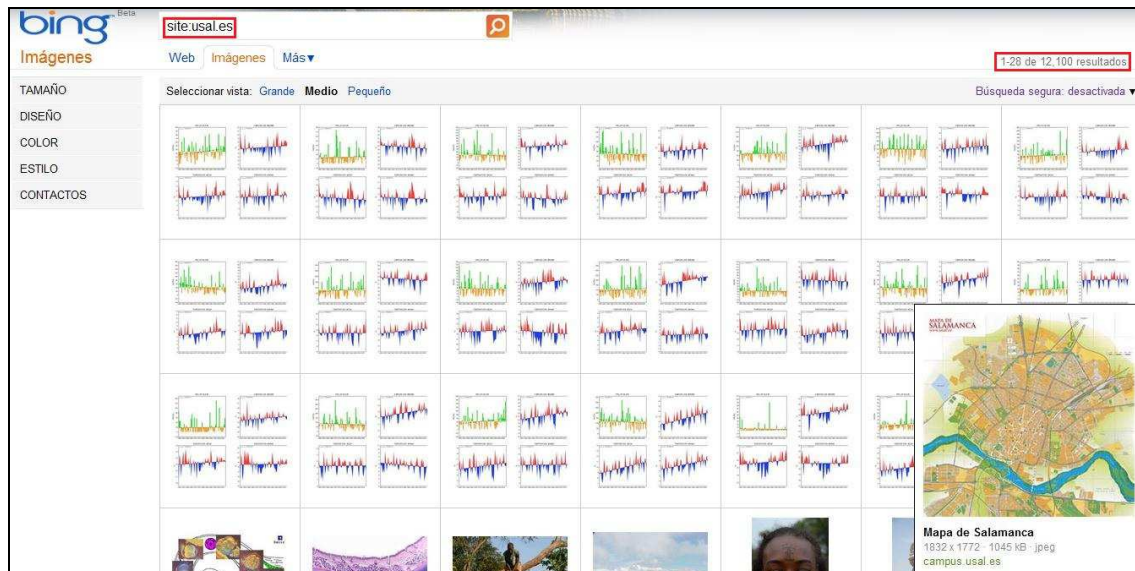 bing Beta
site:usal.es
Imágenes
Web Imágenes Más▾
1-28 de 12,100 resultados
TAMAÑO
DISEÑO
COLOR
ESTILO
CONTACTOS
Seleccionar vista: Grande Medio Pequeño
Búsqueda segura: desactivada ▾
MAPA DE
SALAMANCA
Mapa de Salamanca
1832 x 1772 · 1045 kB · jpeg
campus.usal.es